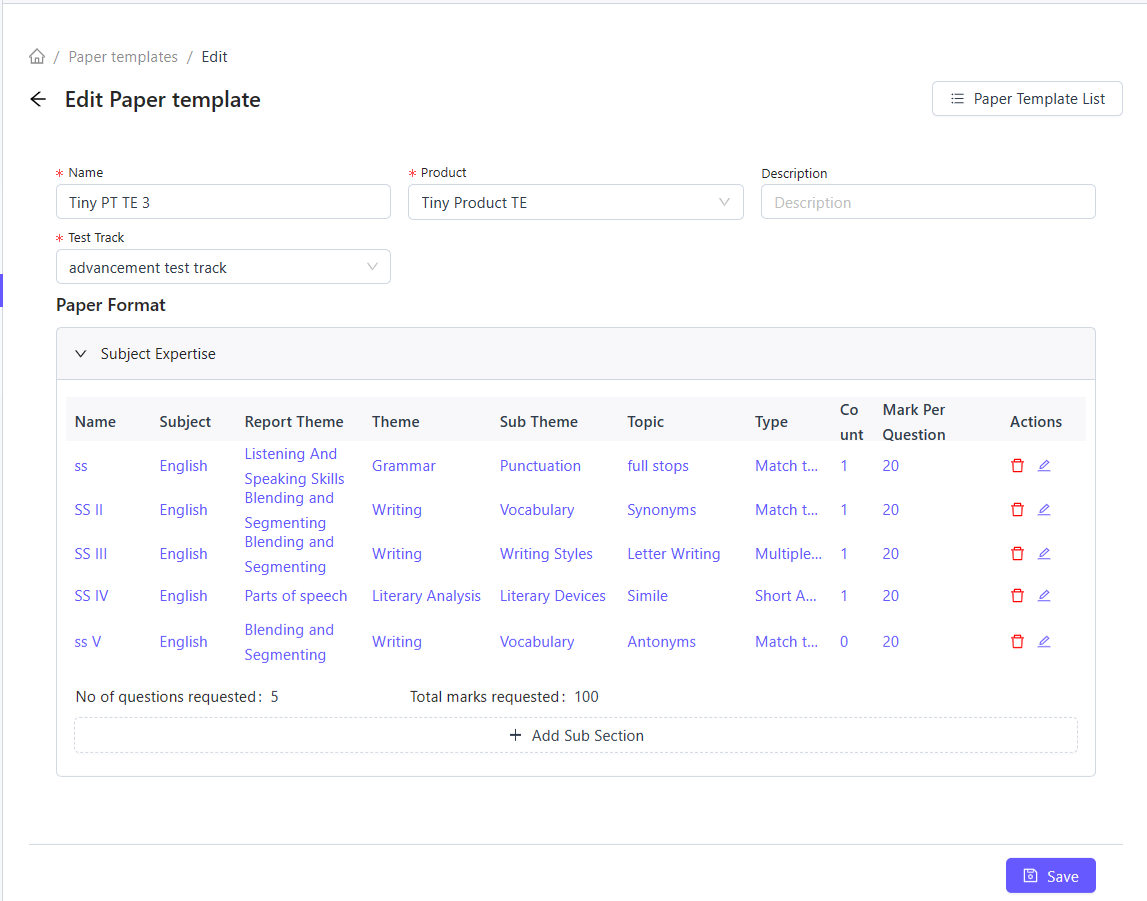 / Paper templates / Edit
Edit Paper template
Paper Template List
* Name
* Product
Description
Tiny PT TE 3
Tiny Product TE
Description
* Test Track
advancement test track
Paper Format
Subject Expertise
Name Subject Report Theme Theme Sub Theme Topic Type Co
unt Mark Per
Question Actions
ss English Listening And
Speaking Skills Grammar Punctuation full stops Match t... 1 20
SS II English Blending and
Segmenting Writing Vocabulary Synonyms Match t... 1 20
SS III English Blending and
Segmenting Writing Writing Styles Letter Writing Multiple... 1 20
SS IV English Parts of speech Literary Analysis Literary Devices Simile Short A... 1 20
ss V English Blending and
Segmenting Writing Vocabulary Antonyms Match t... 0 20
No of questions requested: 5
Total marks requested: 100
+ Add Sub Section
Save